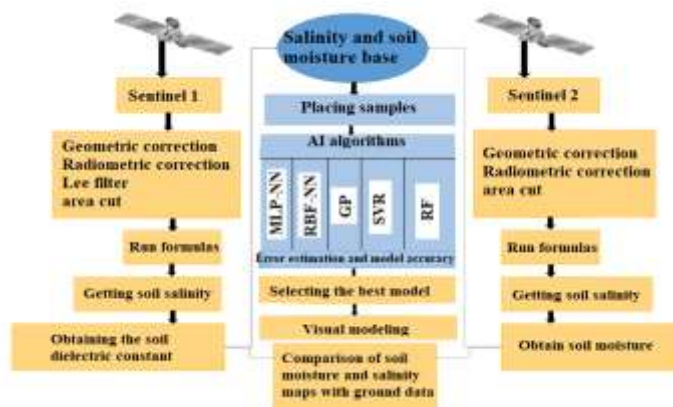 Salinity and soil
moisture base
Sentinel 1
Geometric correction
Radiometric correction
Lee filter
area cut
Run formulas
Getting soil salinity
Obtaining the soil
dielectric constant
Placing samples
AI algorithms
MLP-NN
RBF-NN
GP
SVR
RF
Error estimation and model accuracy
Selecting the best model
Visual modeling
Comparison of soil
moisture and salinity
maps with ground data
Sentinel 2
Geometric correction
Radiometric correction
area cut
Run formulas
Getting soil salinity
Obtain soil moisture